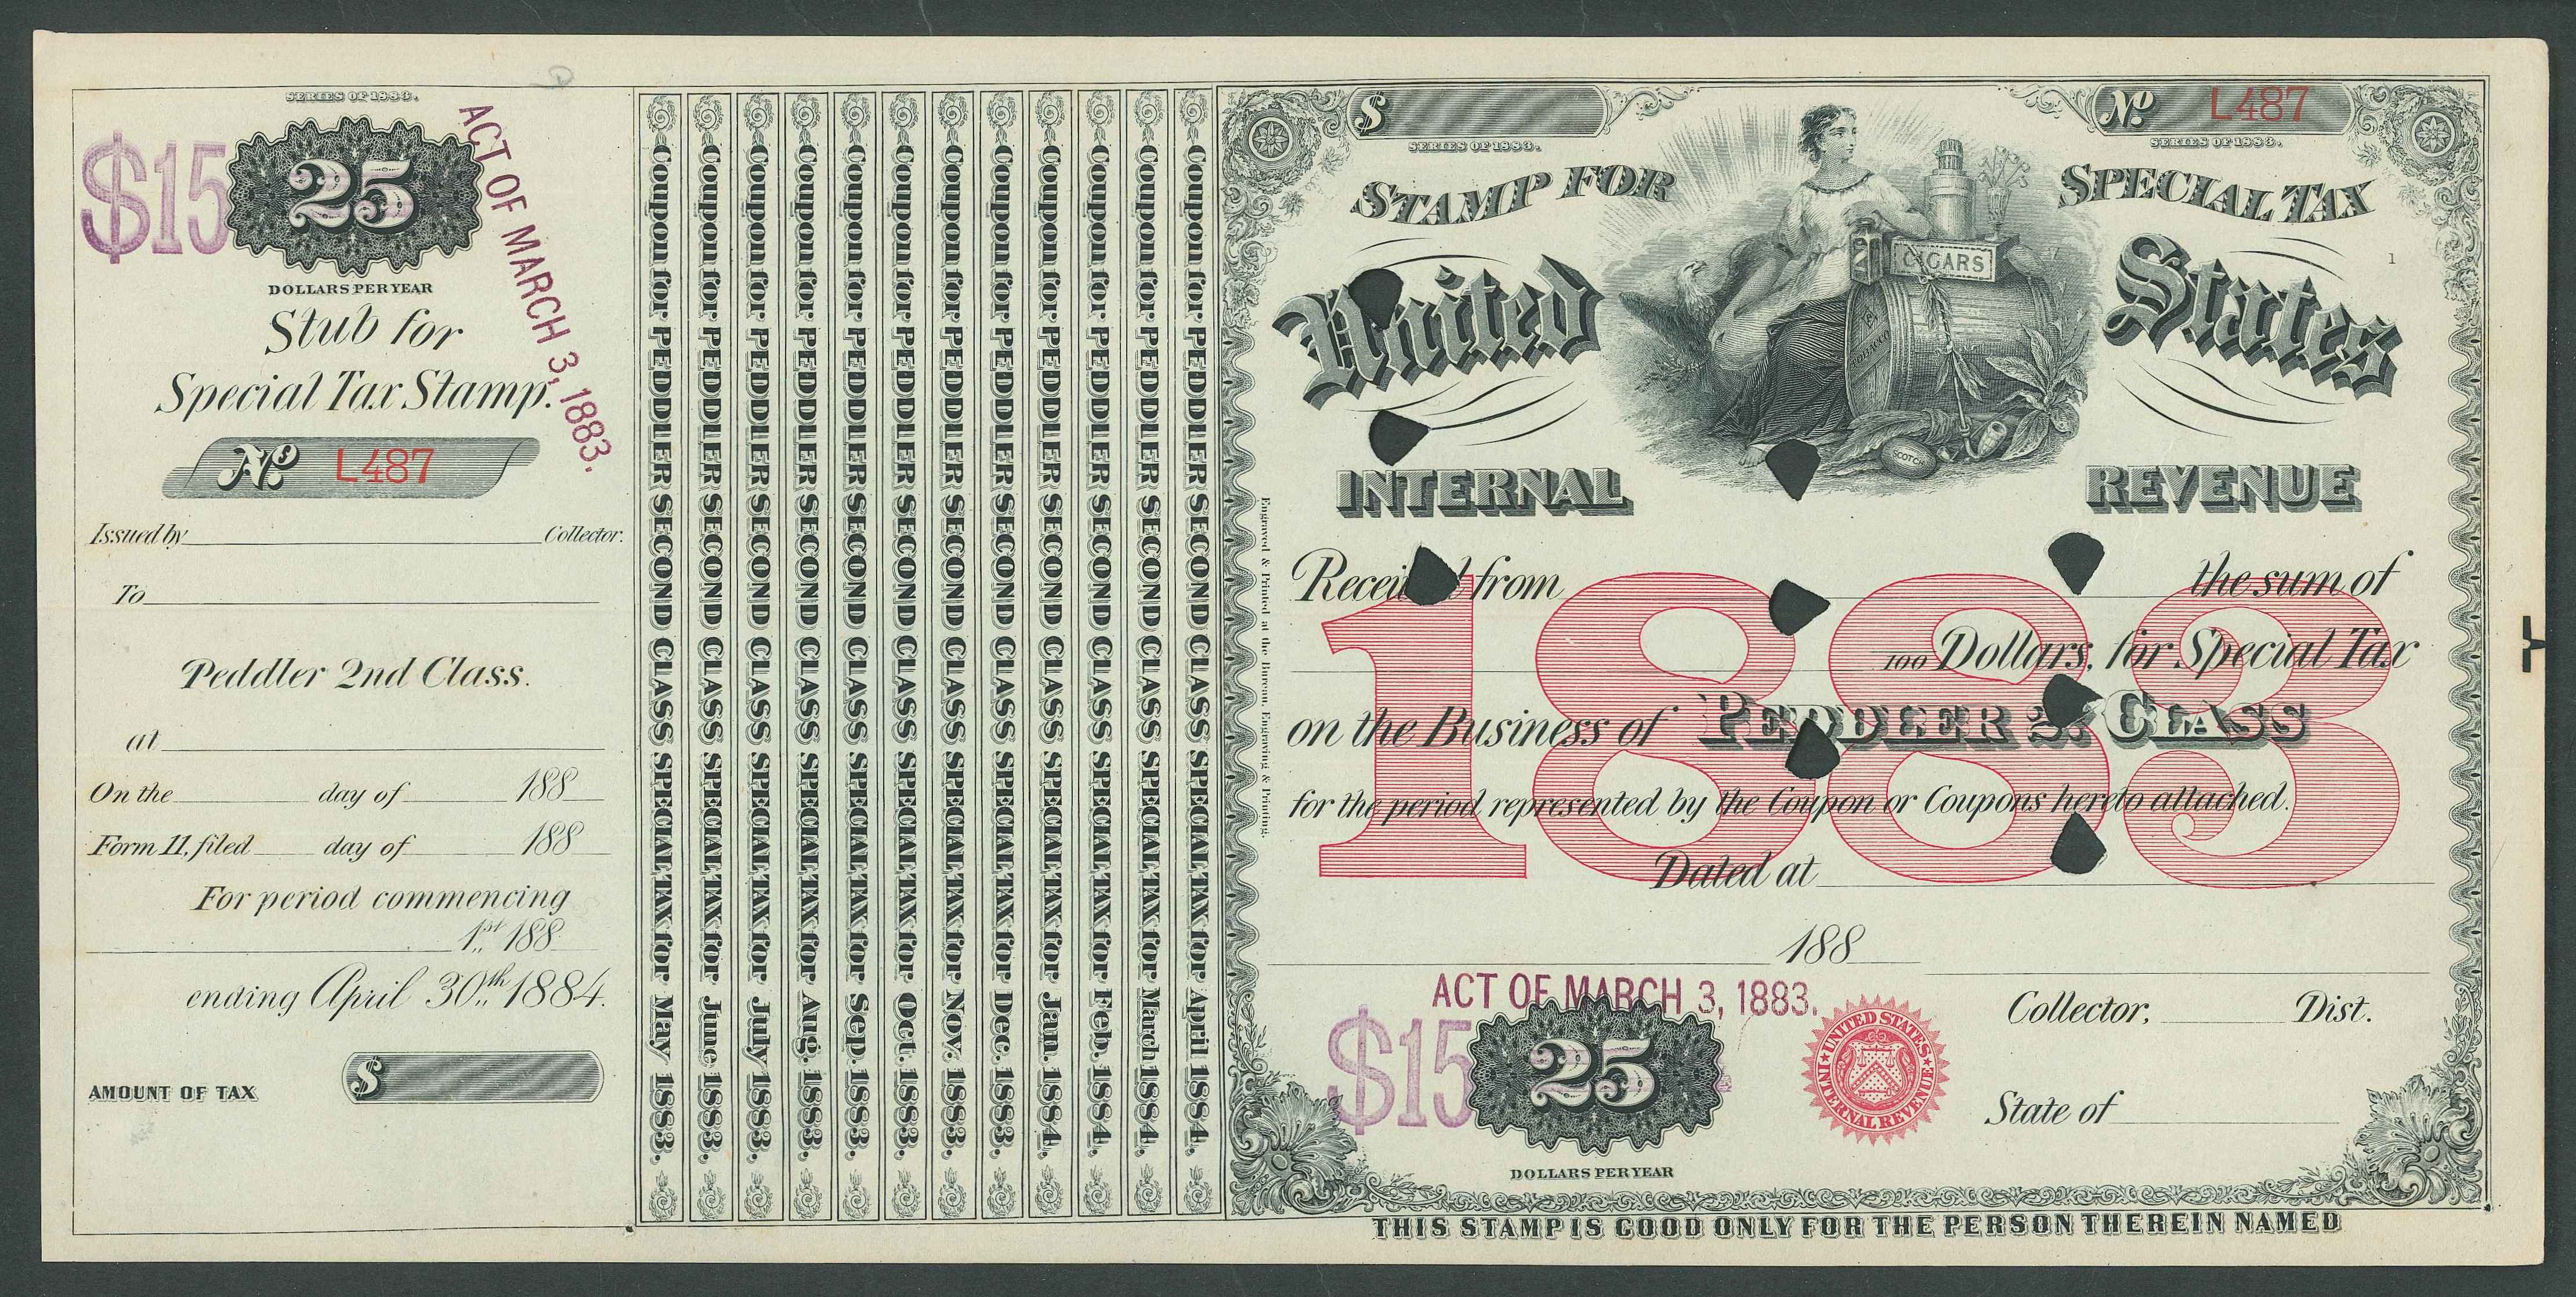 SERIES OF 1883.
$15
25
DOLLARS PER YEAR
ACT OF MARCH 3, 1883.
Stub for
Special Tax Stamp.
No. L487
Issued by Collector.
To
Peddler 2nd Class.
at
On the day of 188
Form 11, filed day of 188
For period commencing
1st 188
ending April 30th 1884.
AMOUNT OF TAX $
Coupon for PEDDLER SECOND CLASS SPECIAL TAX for May 1883.
Coupon for PEDDLER SECOND CLASS SPECIAL TAX for June 1883.
Coupon for PEDDLER SECOND CLASS SPECIAL TAX for July 1883.
Coupon for PEDDLER SECOND CLASS SPECIAL TAX for Aug. 1883.
Coupon for PEDDLER SECOND CLASS SPECIAL TAX for Sep. 1883.
Coupon for PEDDLER SECOND CLASS SPECIAL TAX for Oct. 1883.
Coupon for PEDDLER SECOND CLASS SPECIAL TAX for Nov. 1883.
Coupon for PEDDLER SECOND CLASS SPECIAL TAX for Dec. 1883.
Coupon for PEDDLER SECOND CLASS SPECIAL TAX for Jan. 1884.
Coupon for PEDDLER SECOND CLASS SPECIAL TAX for Feb. 1884.
Coupon for PEDDLER SECOND CLASS SPECIAL TAX for March 1884.
Coupon for PEDDLER SECOND CLASS SPECIAL TAX for April 1884.
Engraved & Printed at the Bureau, Engraving & Printing.
$
SERIES OF 1883.
No. L487
SERIES OF 1883.
STAMP FOR SPECIAL TAX
United States
1
CIGARS
TOBACCO
SCOTCH
INTERNAL REVENUE
1883
Received from the sum of
100 Dollars, for Special Tax
on the Business of PEDDLER 2. CLASS
for the period represented by the Coupon or Coupons hereto attached.
Dated at
188
ACT OF MARCH 3, 1883.
$15
25
DOLLARS PER YEAR
UNITED STATES INTERNAL REVENUE
Collector, Dist.
State of
THIS STAMP IS GOOD ONLY FOR THE PERSON THEREIN NAMED